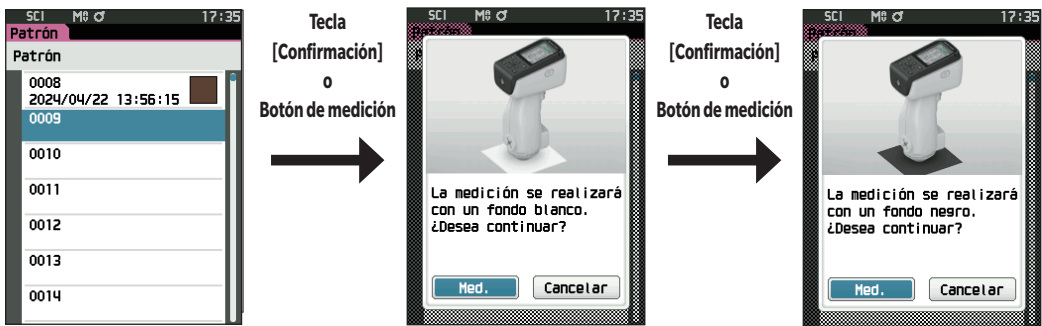 SCI M 17:35
Patrón
Patrón
0008
2024/04/22 13:56:15
0009
0010
0011
0012
0013
0014
Tecla
[Confirmación]
o
Botón de medición
SCI M 17:35
Patrón
La medición se realizará
con un fondo blanco.
¿Desea continuar?
Med. Cancelar
Tecla
[Confirmación]
o
Botón de medición
SCI M 17:35
Patrón
La medición se realizará
con un fondo negro.
¿Desea continuar?
Med. Cancelar